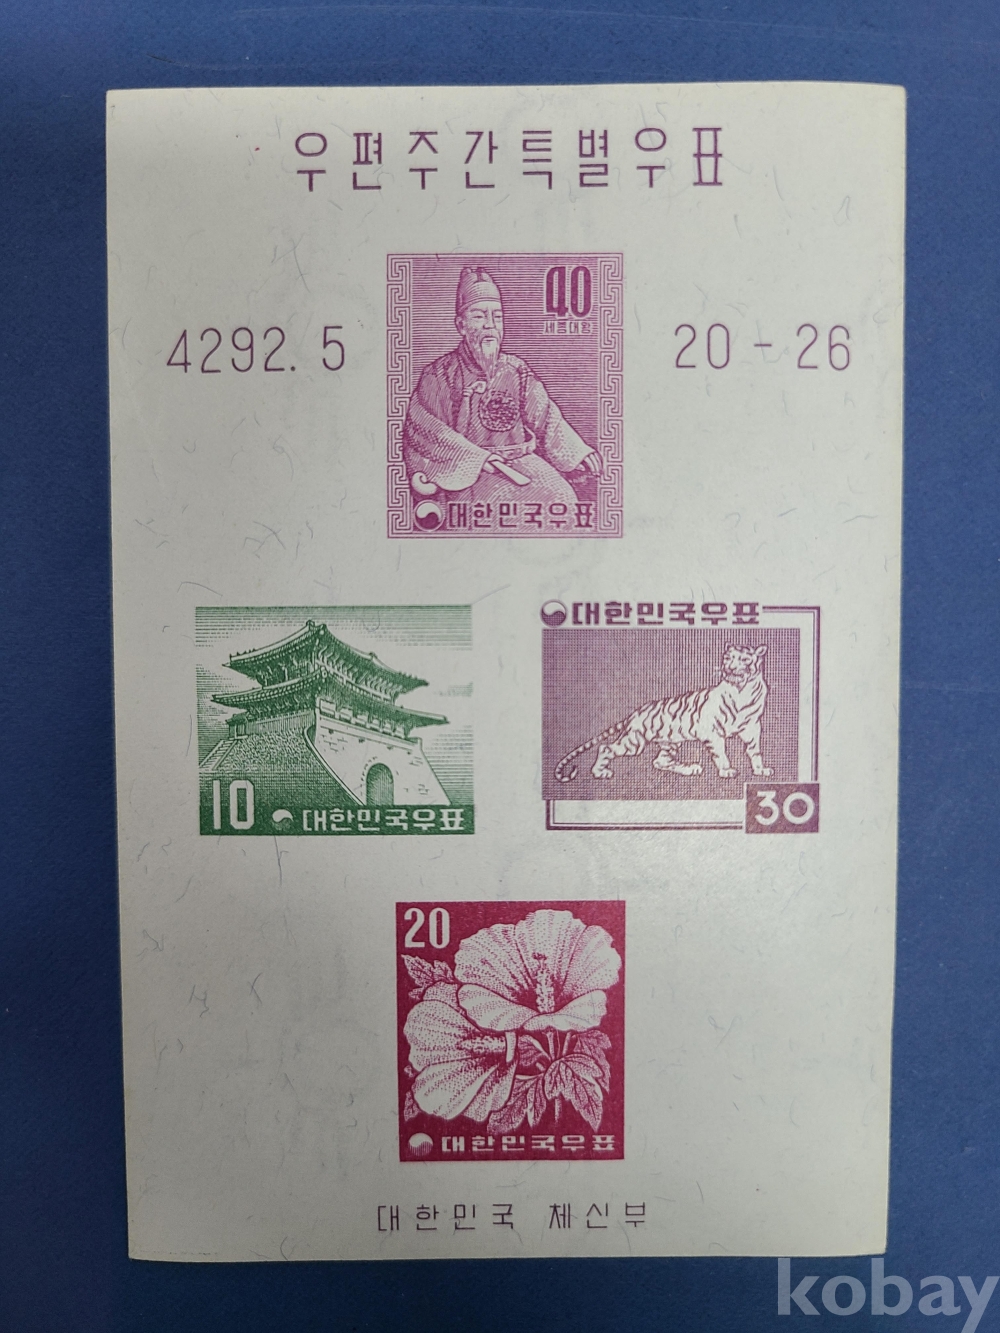 우편주간특별우표
4292. 5
20 - 26
40
세종대왕
대한민국우표
10
대한민국우표
대한민국우표
30
20
대한민국우표
대한민국 체신부
kobay